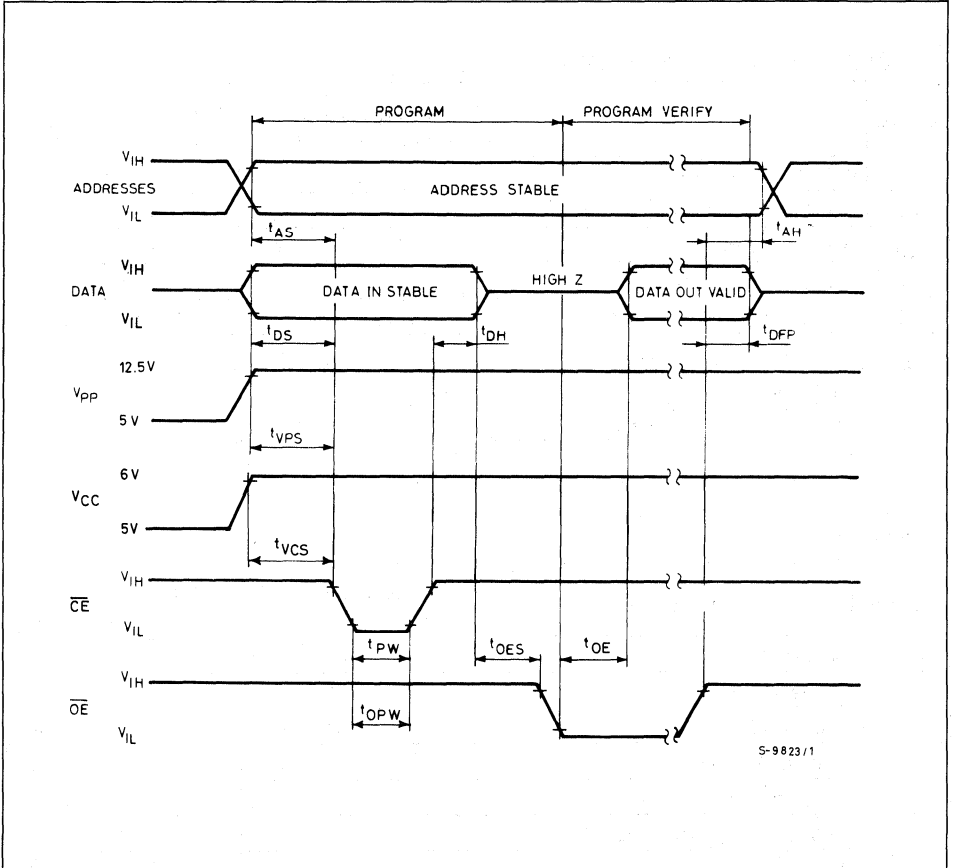 PROGRAM PROGRAM VERIFY
VIH
ADDRESSES ADDRESS STABLE
VIL
tAS tAH
VIH
HIGH Z
DATA DATA IN STABLE DATA OUT VALID
VIL
tDS tDH tDFP
12.5V
VPP
5V
tVPS
6V
VCC
5V
tVCS
VIH
CE
VIL
tPW tOES tOE
VIH
OE tOPW
VIL
S-9823/1